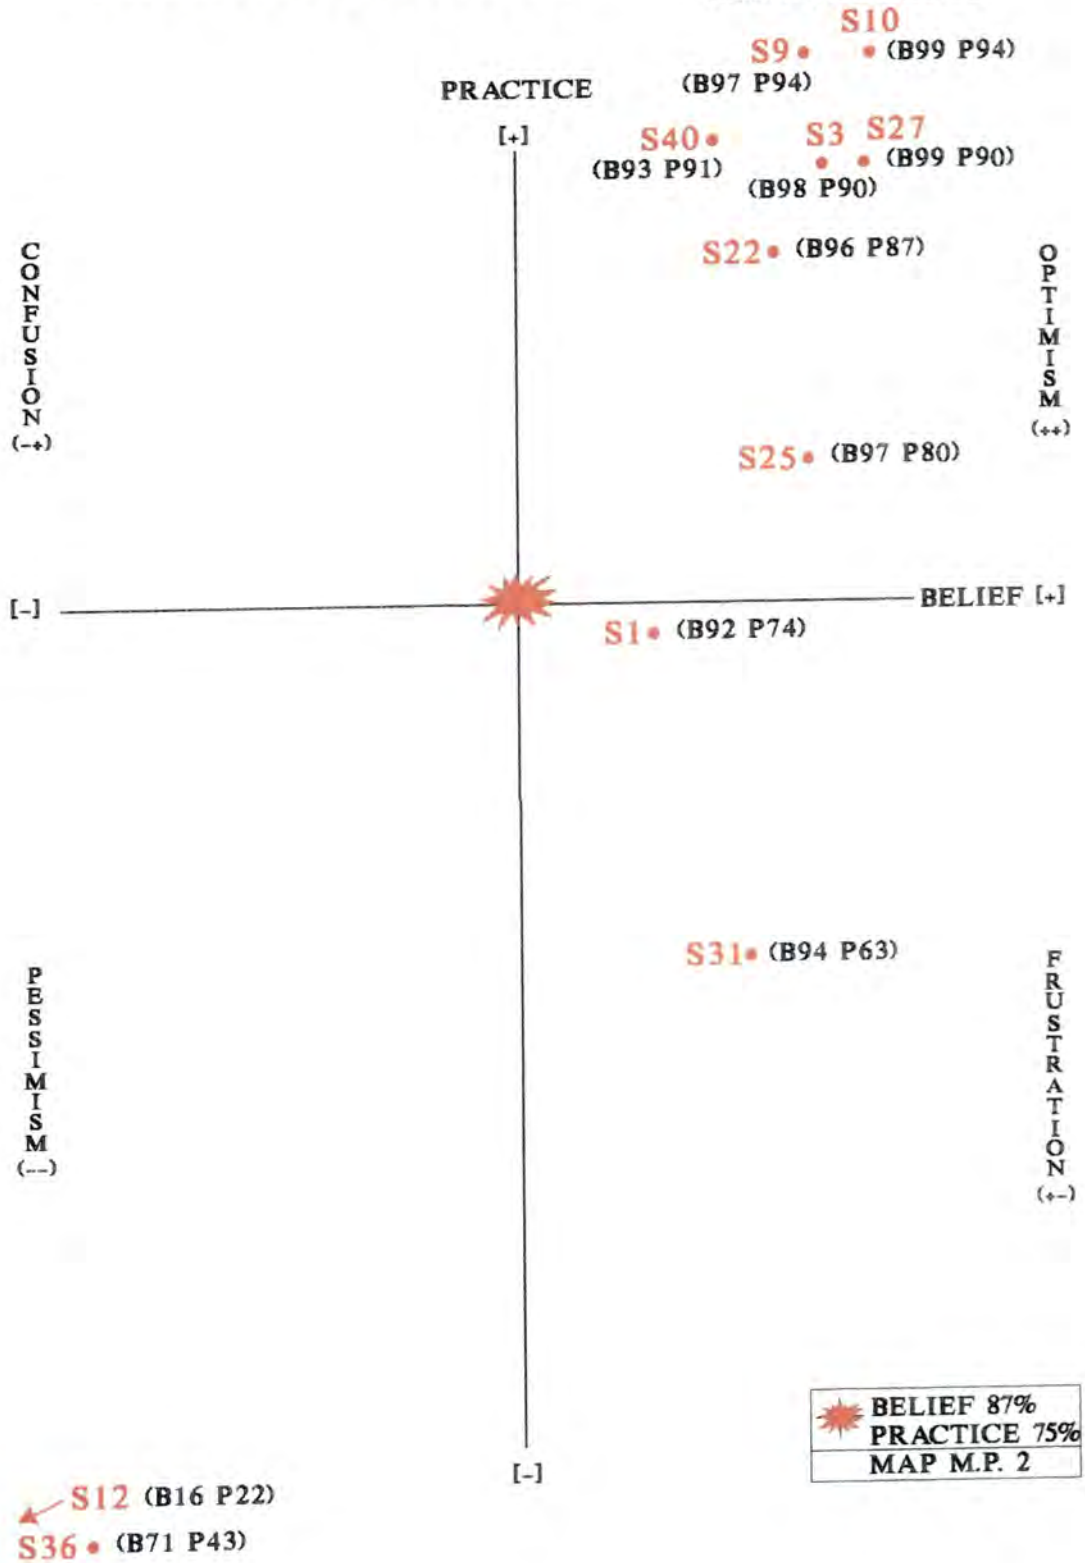 S10
S9 • • (B99 P94)
(B97 P94)
PRACTICE
[+]
S40 • S3 S27
(B93 P91) • • (B99 P90)
(B98 P90)
S22 • (B96 P87)
CONFUSION
(-+)
OPTIMISM
(++)
S25 • (B97 P80)
[-] BELIEF [+]
S1 • (B92 P74)
S31 • (B94 P63)
PESSIMISM
(--)
FRUSTRATION
(+-)
BELIEF 87%
PRACTICE 75%
MAP M.P. 2
[-]
S12 (B16 P22)
S36 • (B71 P43)